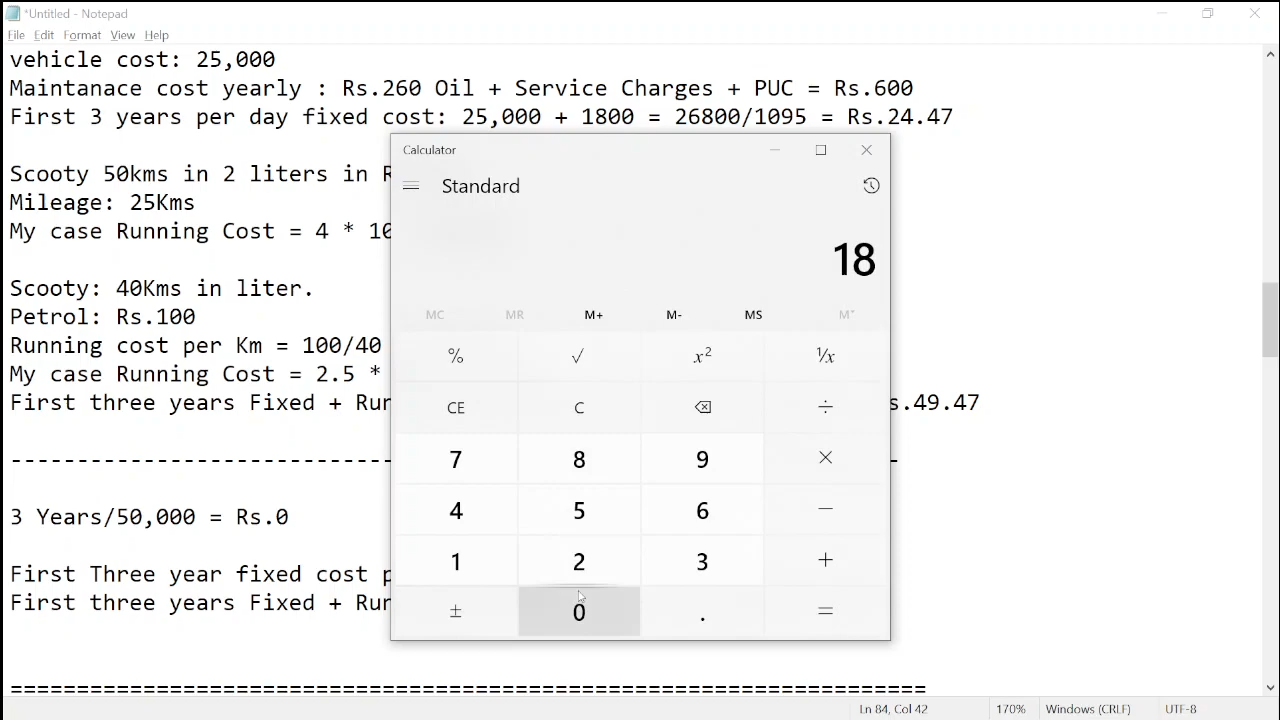 *Untitled - Notepad
File Edit Format View Help
vehicle cost: 25,000
Maintanace cost yearly : Rs.260 Oil + Service Charges + PUC = Rs.600
First 3 years per day fixed cost: 25,000 + 1800 = 26800/1095 = Rs.24.47
Scooty 50kms in 2 liters in
Mileage: 25Kms
My case Running Cost = 4 * 10
Scooty: 40Kms in liter.
Petrol: Rs.100
Running cost per Km = 100/40
My case Running Cost = 2.5 *
First three years Fixed + Run s.49.47
--------------------------------------------------------------------
3 Years/50,000 = Rs.0
First Three year fixed cost p
First three years Fixed + Run
=====================================================================
Calculator
Standard
18
MC MR M+ M- MS M˅
% √ x² ¹/x
CE C ÷
7 8 9 ×
4 5 6 −
1 2 3 +
± 0 . =
Ln 84, Col 42 170% Windows (CRLF) UTF-8